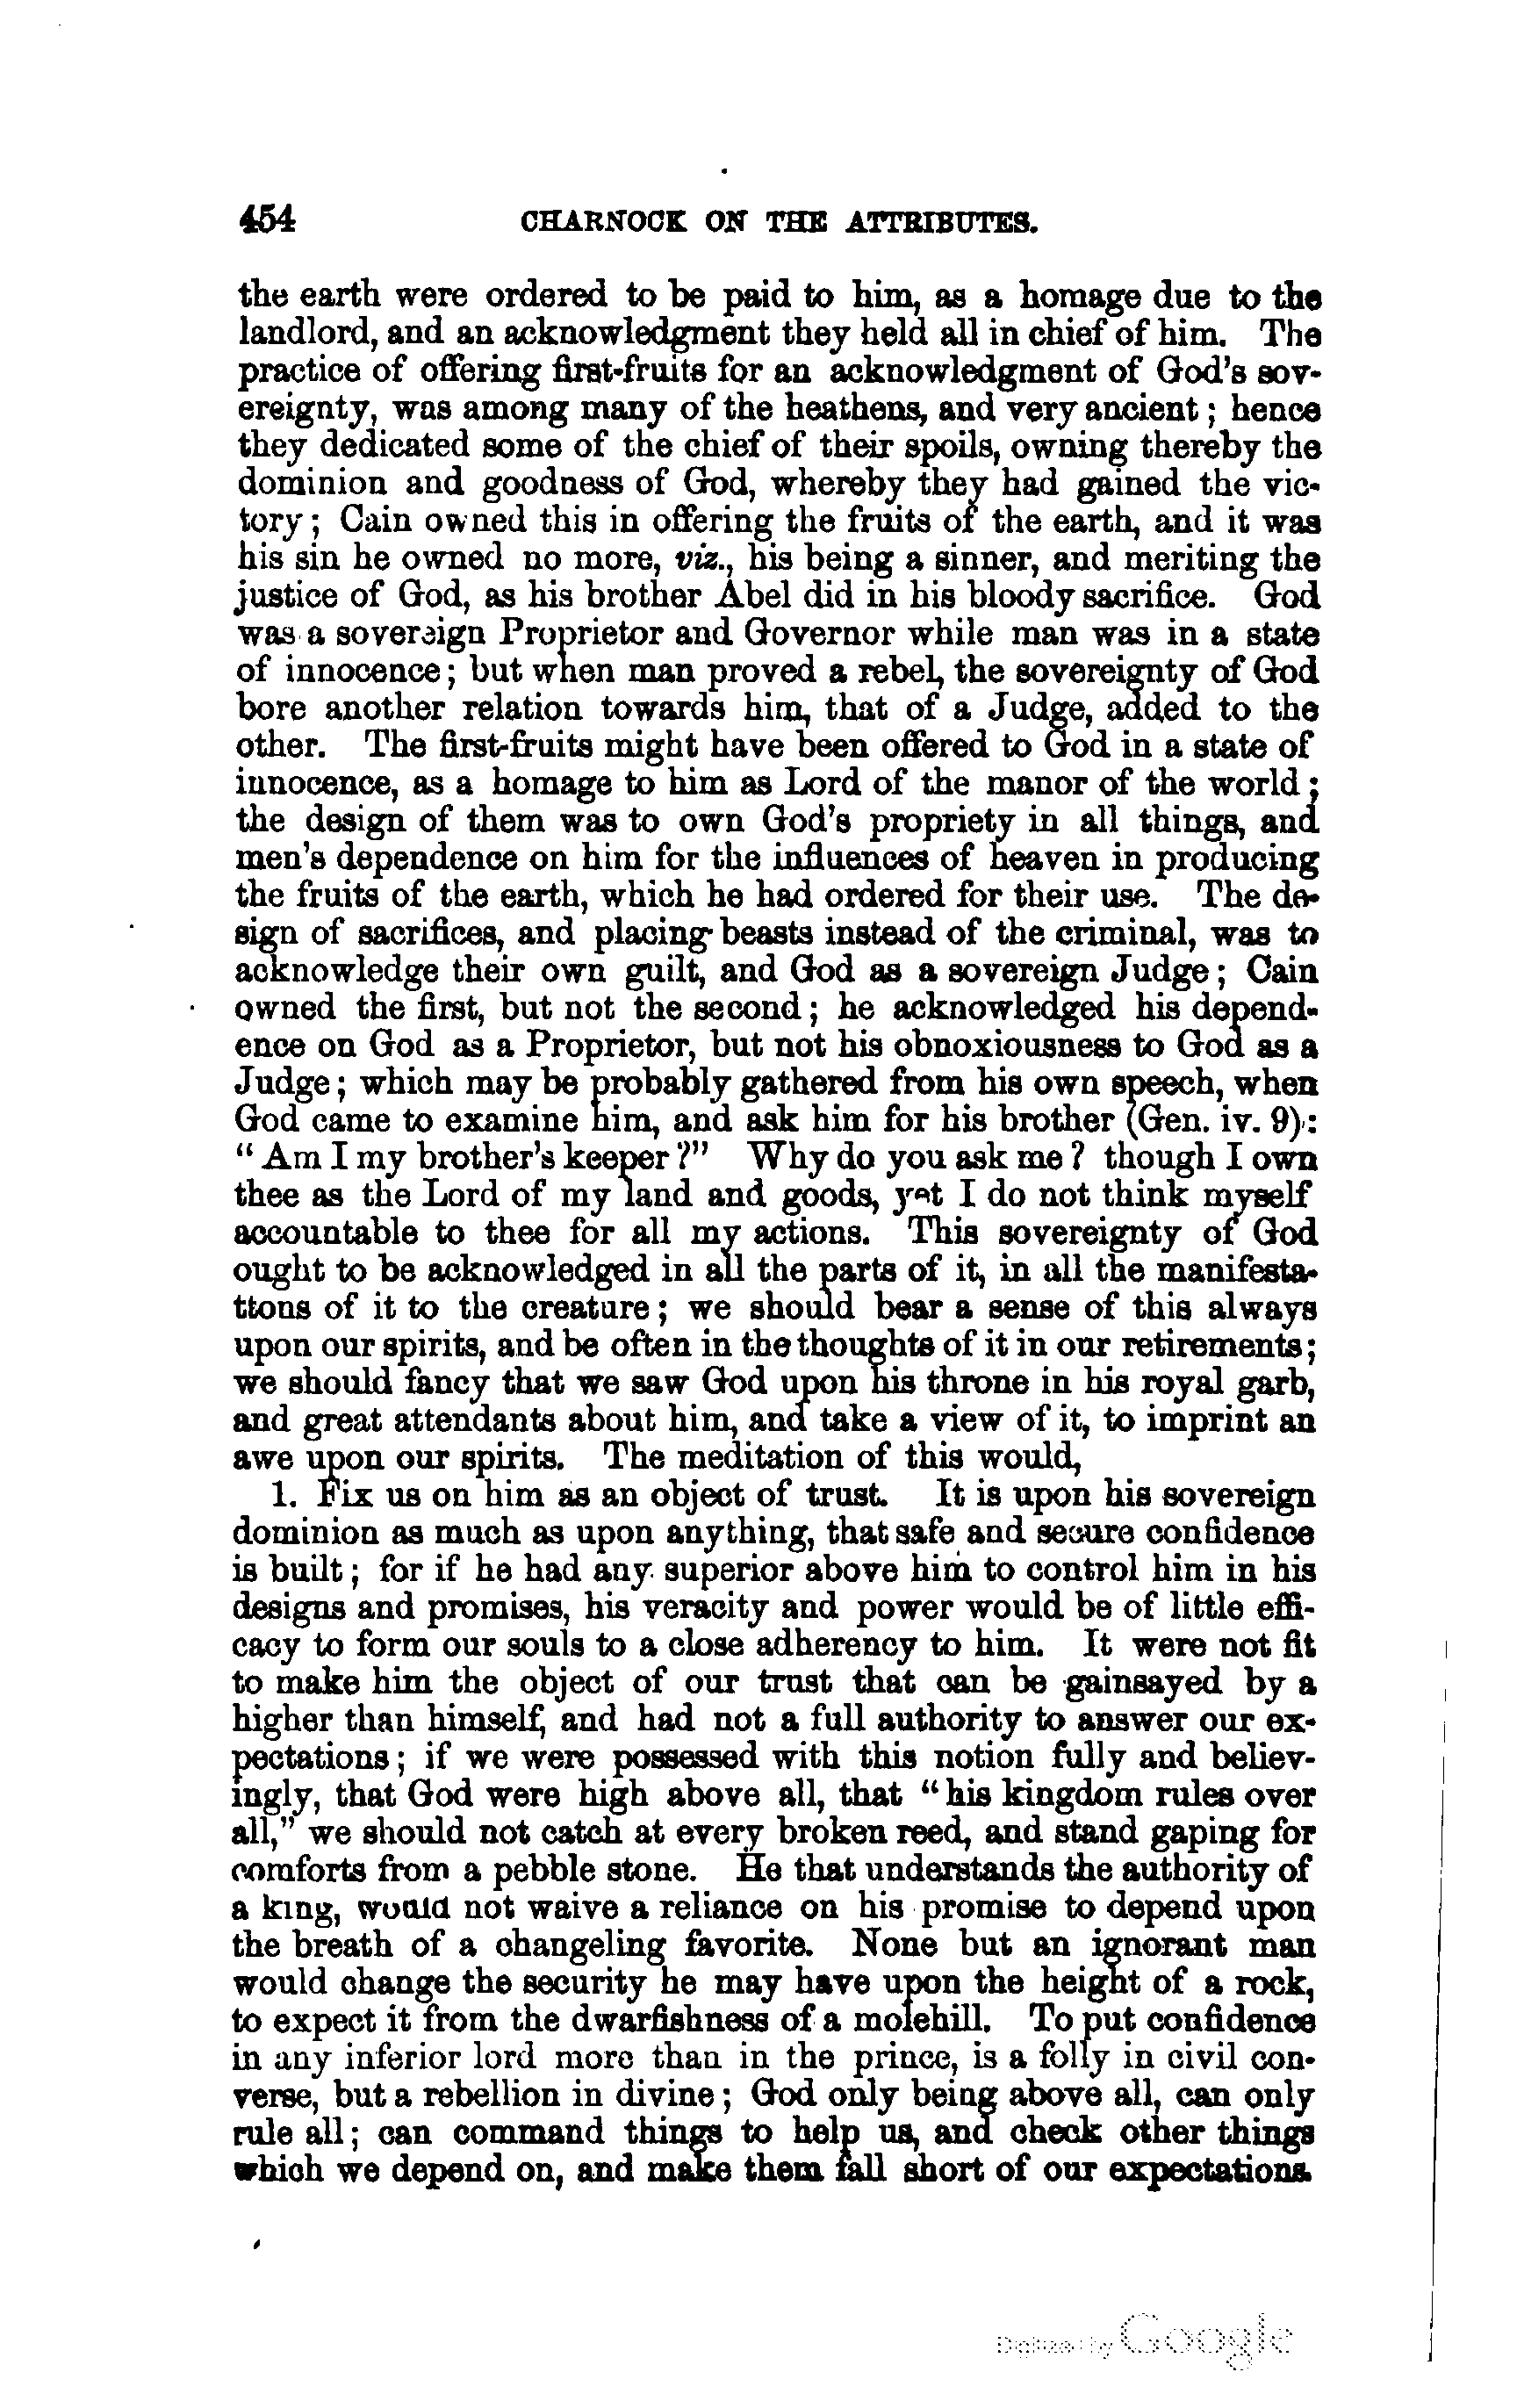 454 CHARNOCK ON THE ATTRIBUTES.
the earth were ordered to be paid to him, as a homage due to the
landlord, and an acknowledgment they held all in chief of him. The
practice of offering first-fruits for an acknowledgment of God's sov-
ereignty, was among many of the heathens, and very ancient; hence
they dedicated some of the chief of their spoils, owning thereby the
dominion and goodness of God, whereby they had gained the vic-
tory; Cain owned this in offering the fruits of the earth, and it was
his sin he owned no more, viz., his being a sinner, and meriting the
justice of God, as his brother Abel did in his bloody sacrifice. God
was a sovereign Proprietor and Governor while man was in a state
of innocence; but when man proved a rebel, the sovereignty of God
bore another relation towards him, that of a Judge, added to the
other. The first-fruits might have been offered to God in a state of
innocence, as a homage to him as Lord of the manor of the world;
the design of them was to own God's propriety in all things, and
men's dependence on him for the influences of heaven in producing
the fruits of the earth, which he had ordered for their use. The de-
sign of sacrifices, and placing beasts instead of the criminal, was to
acknowledge their own guilt, and God as a sovereign Judge; Cain
owned the first, but not the second; he acknowledged his depend-
ence on God as a Proprietor, but not his obnoxiousness to God as a
Judge; which may be probably gathered from his own speech, when
God came to examine him, and ask him for his brother (Gen. iv. 9):
"Am I my brother's keeper?" Why do you ask me? though I own
thee as the Lord of my land and goods, yet I do not think myself
accountable to thee for all my actions. This sovereignty of God
ought to be acknowledged in all the parts of it, in all the manifesta-
ttons of it to the creature; we should bear a sense of this always
upon our spirits, and be often in the thoughts of it in our retirements;
we should fancy that we saw God upon his throne in his royal garb,
and great attendants about him, and take a view of it, to imprint an
awe upon our spirits. The meditation of this would,
1. Fix us on him as an object of trust. It is upon his sovereign
dominion as much as upon anything, that safe and secure confidence
is built; for if he had any superior above him to control him in his
designs and promises, his veracity and power would be of little effi-
cacy to form our souls to a close adherency to him. It were not fit
to make him the object of our trust that can be gainsayed by a
higher than himself, and had not a full authority to answer our ex-
pectations; if we were possessed with this notion fully and believ-
ingly, that God were high above all, that "his kingdom rules over
all," we should not catch at every broken reed, and stand gaping for
comforts from a pebble stone. He that understands the authority of
a king, would not waive a reliance on his promise to depend upon
the breath of a changeling favorite. None but an ignorant man
would change the security he may have upon the height of a rock,
to expect it from the dwarfishness of a molehill. To put confidence
in any inferior lord more than in the prince, is a folly in civil con-
verse, but a rebellion in divine; God only being above all, can only
rule all; can command things to help us, and check other things
which we depend on, and make them fall short of our expectations.
Digitized by Google